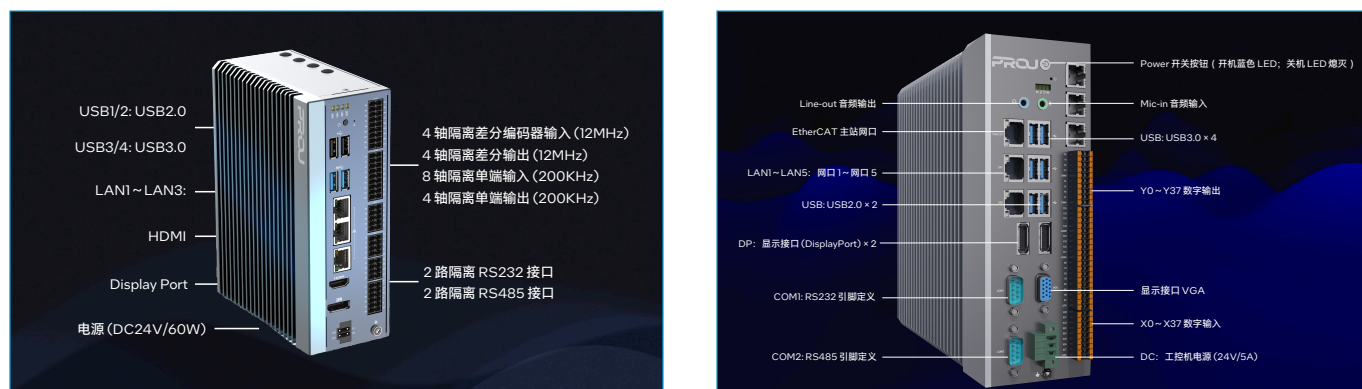 PROJ
USB1/2: USB2.0
USB3/4: USB3.0
LAN1~LAN3:
HDMI
Display Port
电源 (DC24V/60W)
4 轴隔离差分编码器输入 (12MHz)
4 轴隔离差分输出 (12MHz)
8 轴隔离单端输入 (200KHz)
4 轴隔离单端输出 (200KHz)
2 路隔离 RS232 接口
2 路隔离 RS485 接口
PROJ
Line-out 音频输出
EtherCAT 主站网口
LAN1~LAN5: 网口 1~网口 5
USB: USB2.0 × 2
DP: 显示接口 (DisplayPort) × 2
COM1: RS232 引脚定义
COM2: RS485 引脚定义
Power 开关按钮 ( 开机蓝色 LED; 关机 LED 熄灭 )
Mic-in 音频输入
USB: USB3.0 × 4
Y0~Y37 数字输出
显示接口 VGA
X0~X37 数字输入
DC: 工控机电源 (24V/5A)